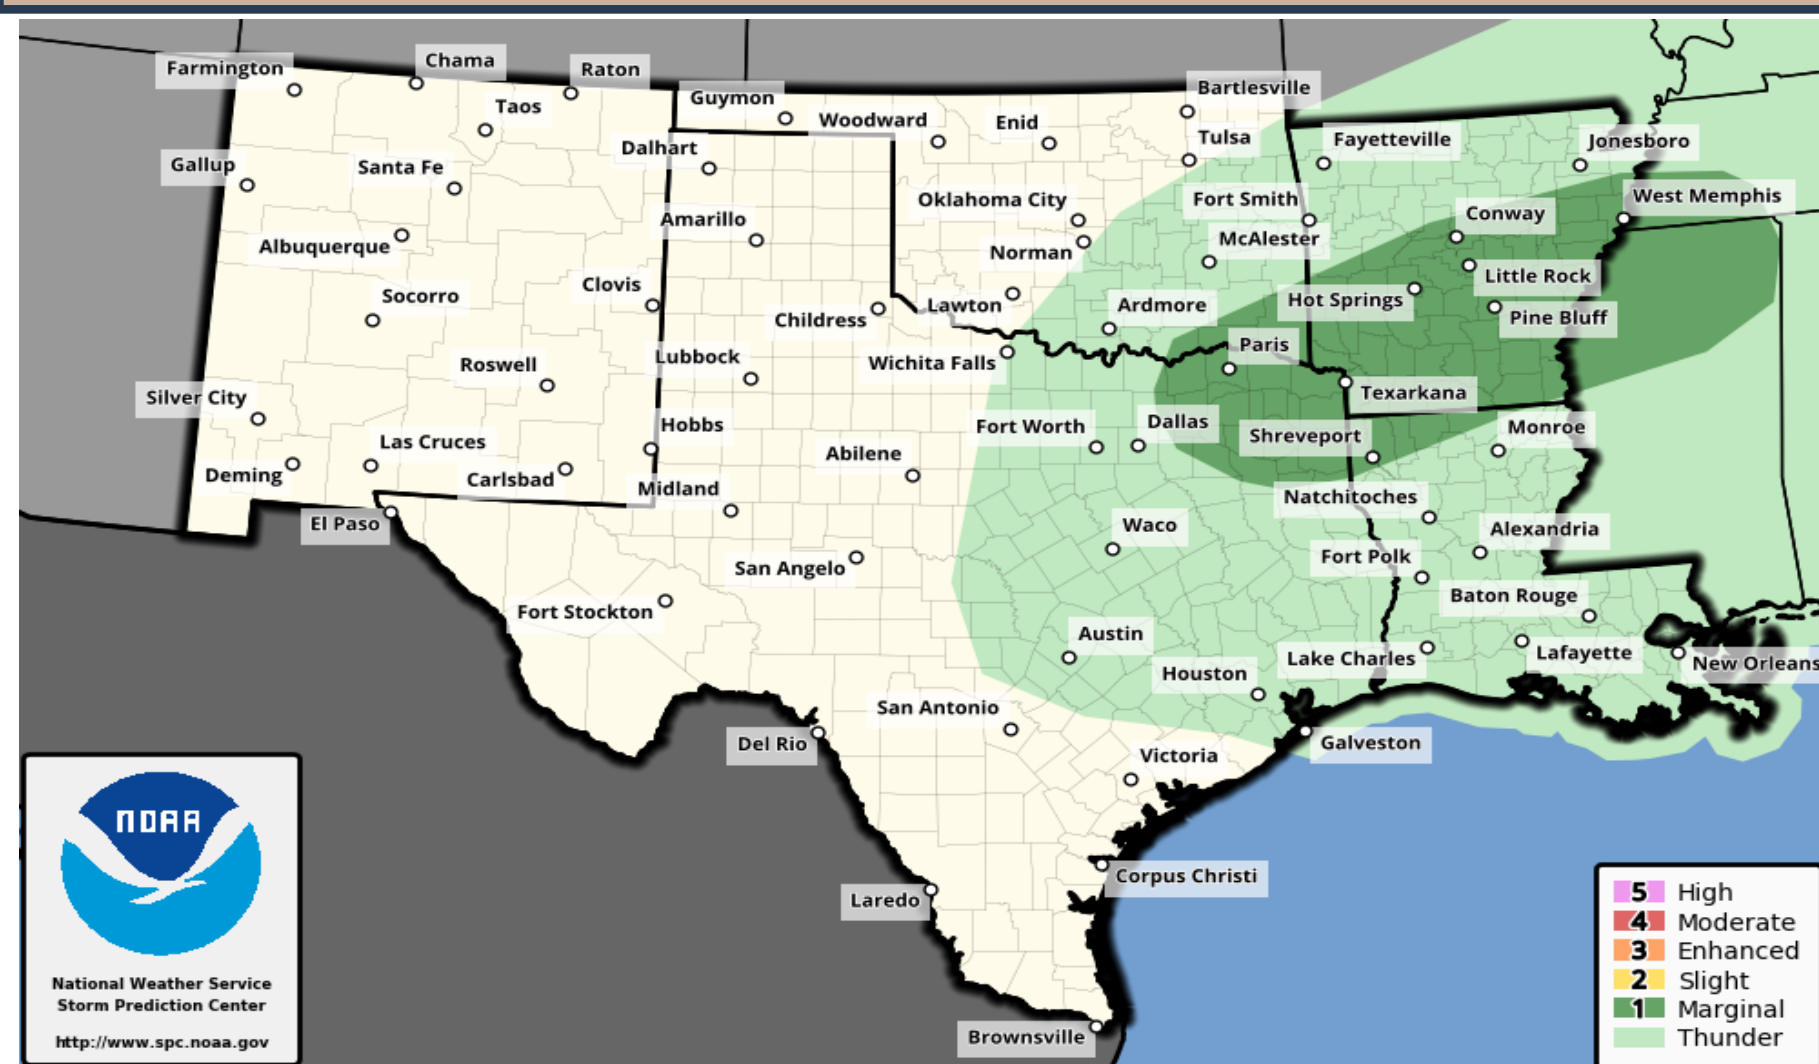 Farmington
Chama
Raton
Guymon
Bartlesville
Taos
Woodward
Enid
Tulsa
Fayetteville
Jonesboro
Gallup
Santa Fe
Dalhart
Oklahoma City
Fort Smith
West Memphis
Amarillo
Conway
Albuquerque
Norman
McAlester
Socorro
Clovis
Little Rock
Childress
Lawton
Ardmore
Hot Springs
Pine Bluff
Roswell
Lubbock
Wichita Falls
Paris
Silver City
Texarkana
Las Cruces
Hobbs
Fort Worth
Dallas
Shreveport
Monroe
Deming
Carlsbad
Midland
Abilene
Natchitoches
El Paso
Waco
Alexandria
San Angelo
Fort Polk
Fort Stockton
Baton Rouge
Austin
Lake Charles
Lafayette
New Orleans
Houston
San Antonio
Del Rio
Victoria
Galveston
Corpus Christi
Laredo
Brownsville
NOAA
National Weather Service
Storm Prediction Center
http://www.spc.noaa.gov
5 High
4 Moderate
3 Enhanced
2 Slight
1 Marginal
Thunder